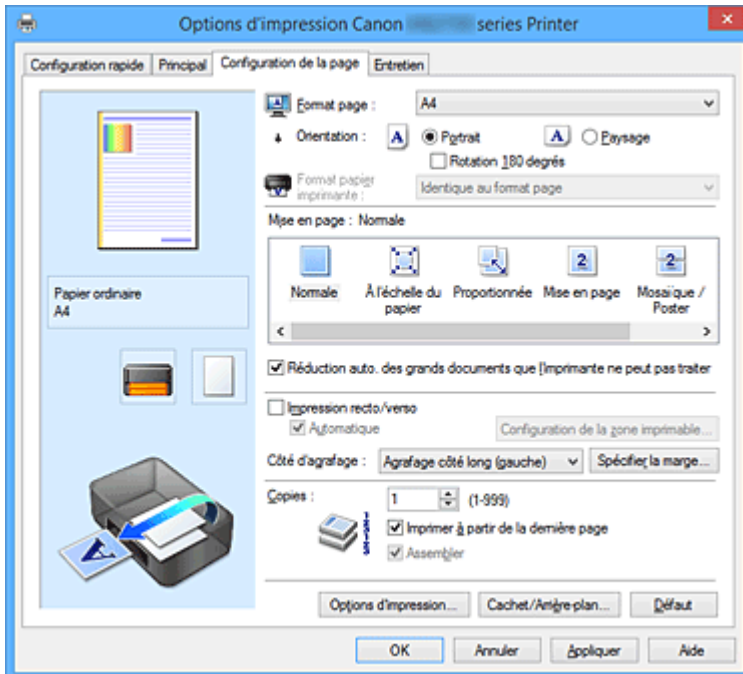 Options d'impression Canon series Printer
Configuration rapide Principal Configuration de la page Entretien
Format page : A4
Orientation : A Portrait A Paysage
Rotation 180 degrés
Format papier imprimante : Identique au format page
Mise en page : Normale
Normale À l'échelle du papier Proportionnée Mise en page Mosaïque / Poster
Papier ordinaire
A4
Réduction auto. des grands documents que l'imprimante ne peut pas traiter
Impression recto/verso
Automatique Configuration de la zone imprimable...
Côté d'agrafage : Agrafage côté long (gauche) Spécifier la marge...
Copies : 1 (1-999)
Imprimer à partir de la dernière page
Assembler
Options d'impression... Cachet/Arrière-plan... Défaut
OK Annuler Appliquer Aide